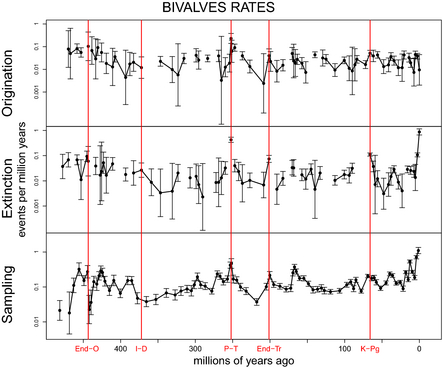 BIVALVES RATES
Origination
1
0.1
0.01
0.001
Extinction
events per million years
1
0.1
0.01
0.001
Sampling
1
0.1
0.01
End−O
I−D
P−T
End−Tr
K−Pg
400
300
100
0
millions of years ago